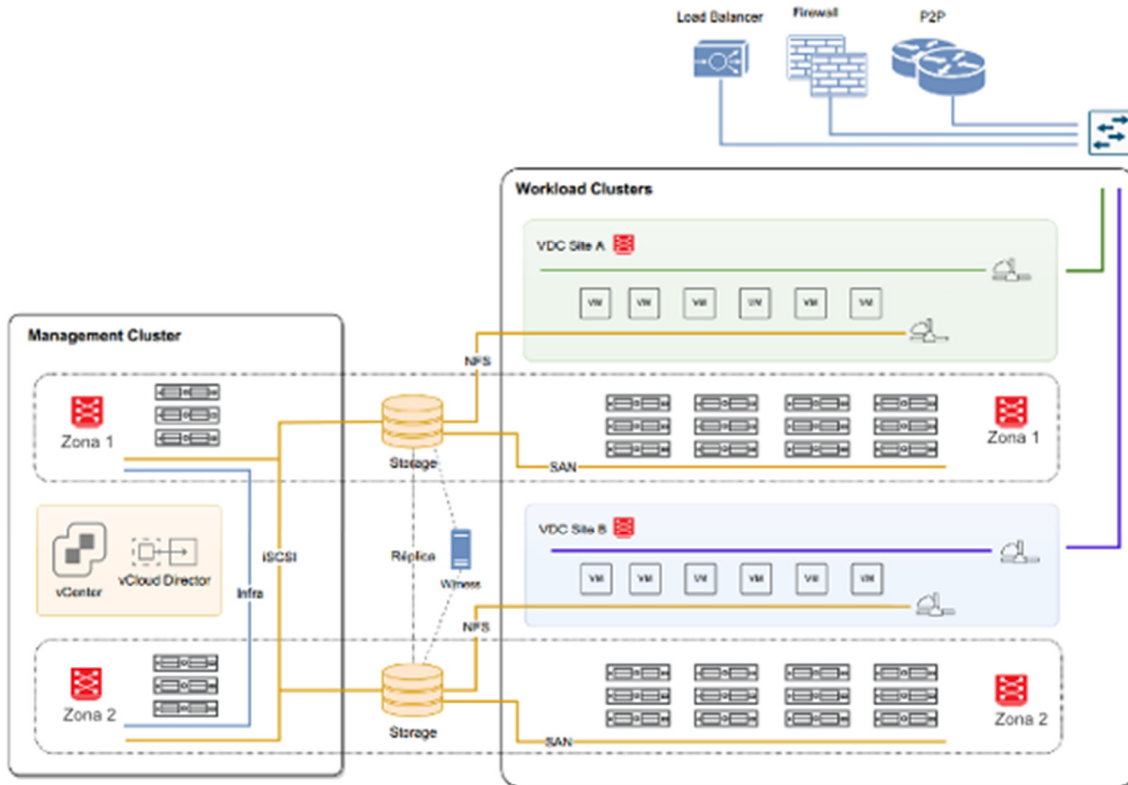 Load Balancer
Firewall
P2P
Workload Clusters
VDC Site A
VM VM VM VM VM VM
Management Cluster
NFS
Zona 1
Storage
SAN
Zona 1
VDC Site B
vCenter
vCloud Director
iSCSI
Infra
Réplica
Witness
VM VM VM VM VM VM
NFS
Zona 2
Storage
SAN
Zona 2